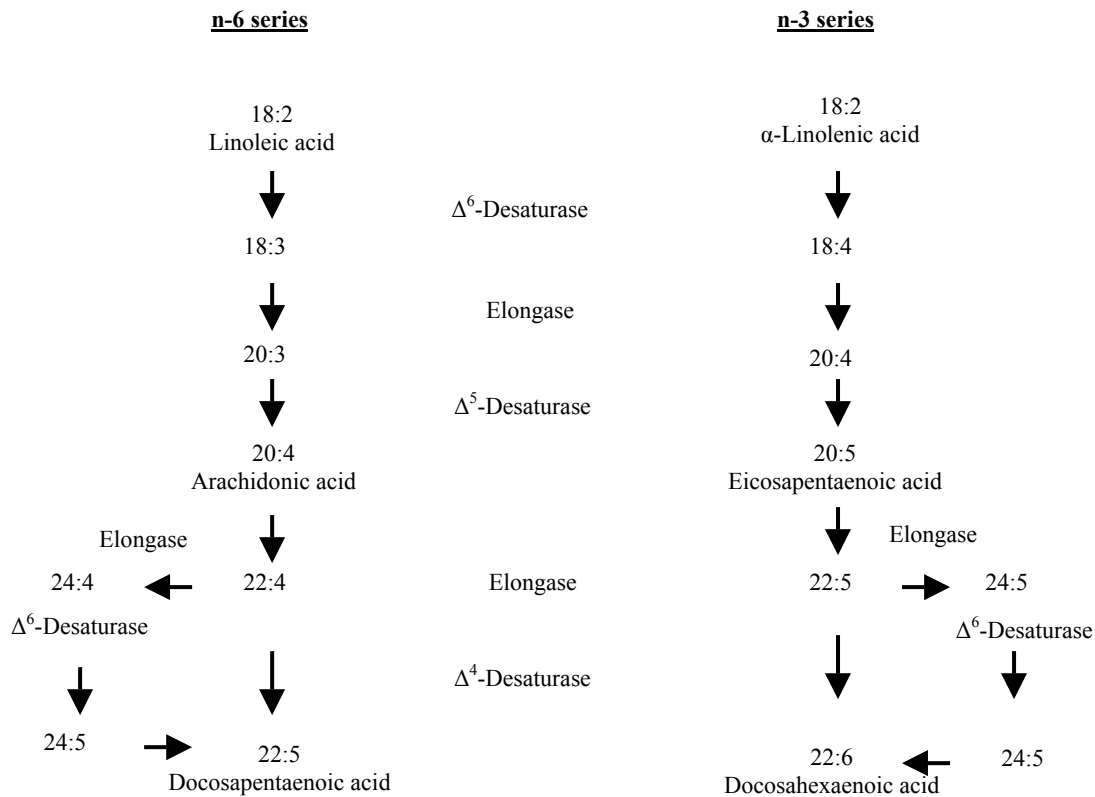 n-6 series n-3 series
18:2 18:2
Linoleic acid α-Linolenic acid
Δ⁶-Desaturase
18:3 18:4
Elongase
20:3 20:4
Δ⁵-Desaturase
20:4 20:5
Arachidonic acid Eicosapentaenoic acid
Elongase Elongase
24:4 22:4 Elongase 22:5 24:5
Δ⁶-Desaturase Δ⁶-Desaturase
Δ⁴-Desaturase
24:5 22:5 22:6 24:5
Docosapentaenoic acid Docosahexaenoic acid